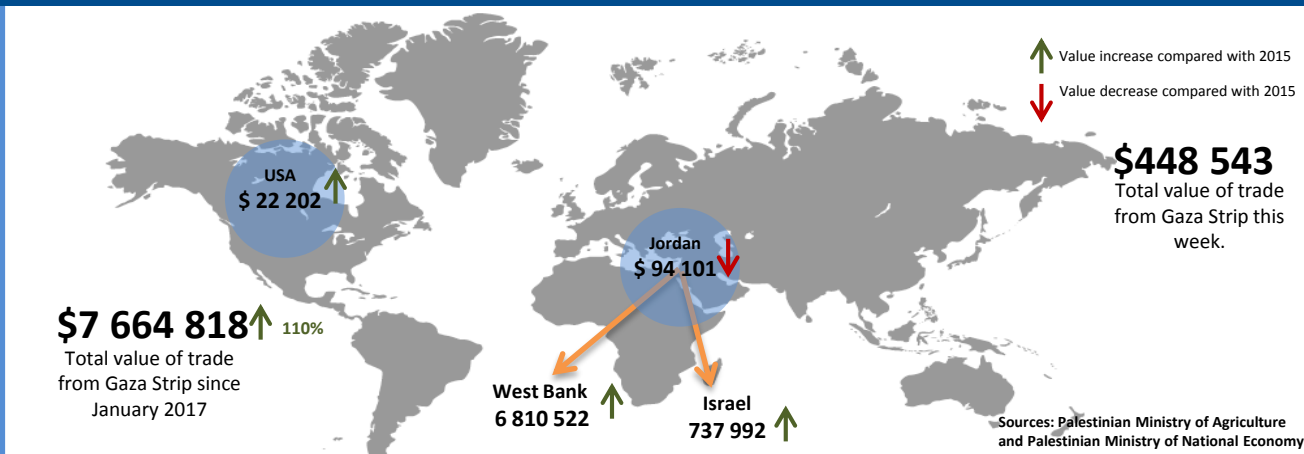 Value increase compared with 2015
Value decrease compared with 2015
$448 543
Total value of trade
from Gaza Strip this
week.
USA
$ 22 202
Jordan
$ 94 101
$7 664 818
110%
Total value of trade
from Gaza Strip since
January 2017
West Bank
6 810 522
Israel
737 992
Sources: Palestinian Ministry of Agriculture
and Palestinian Ministry of National Economy